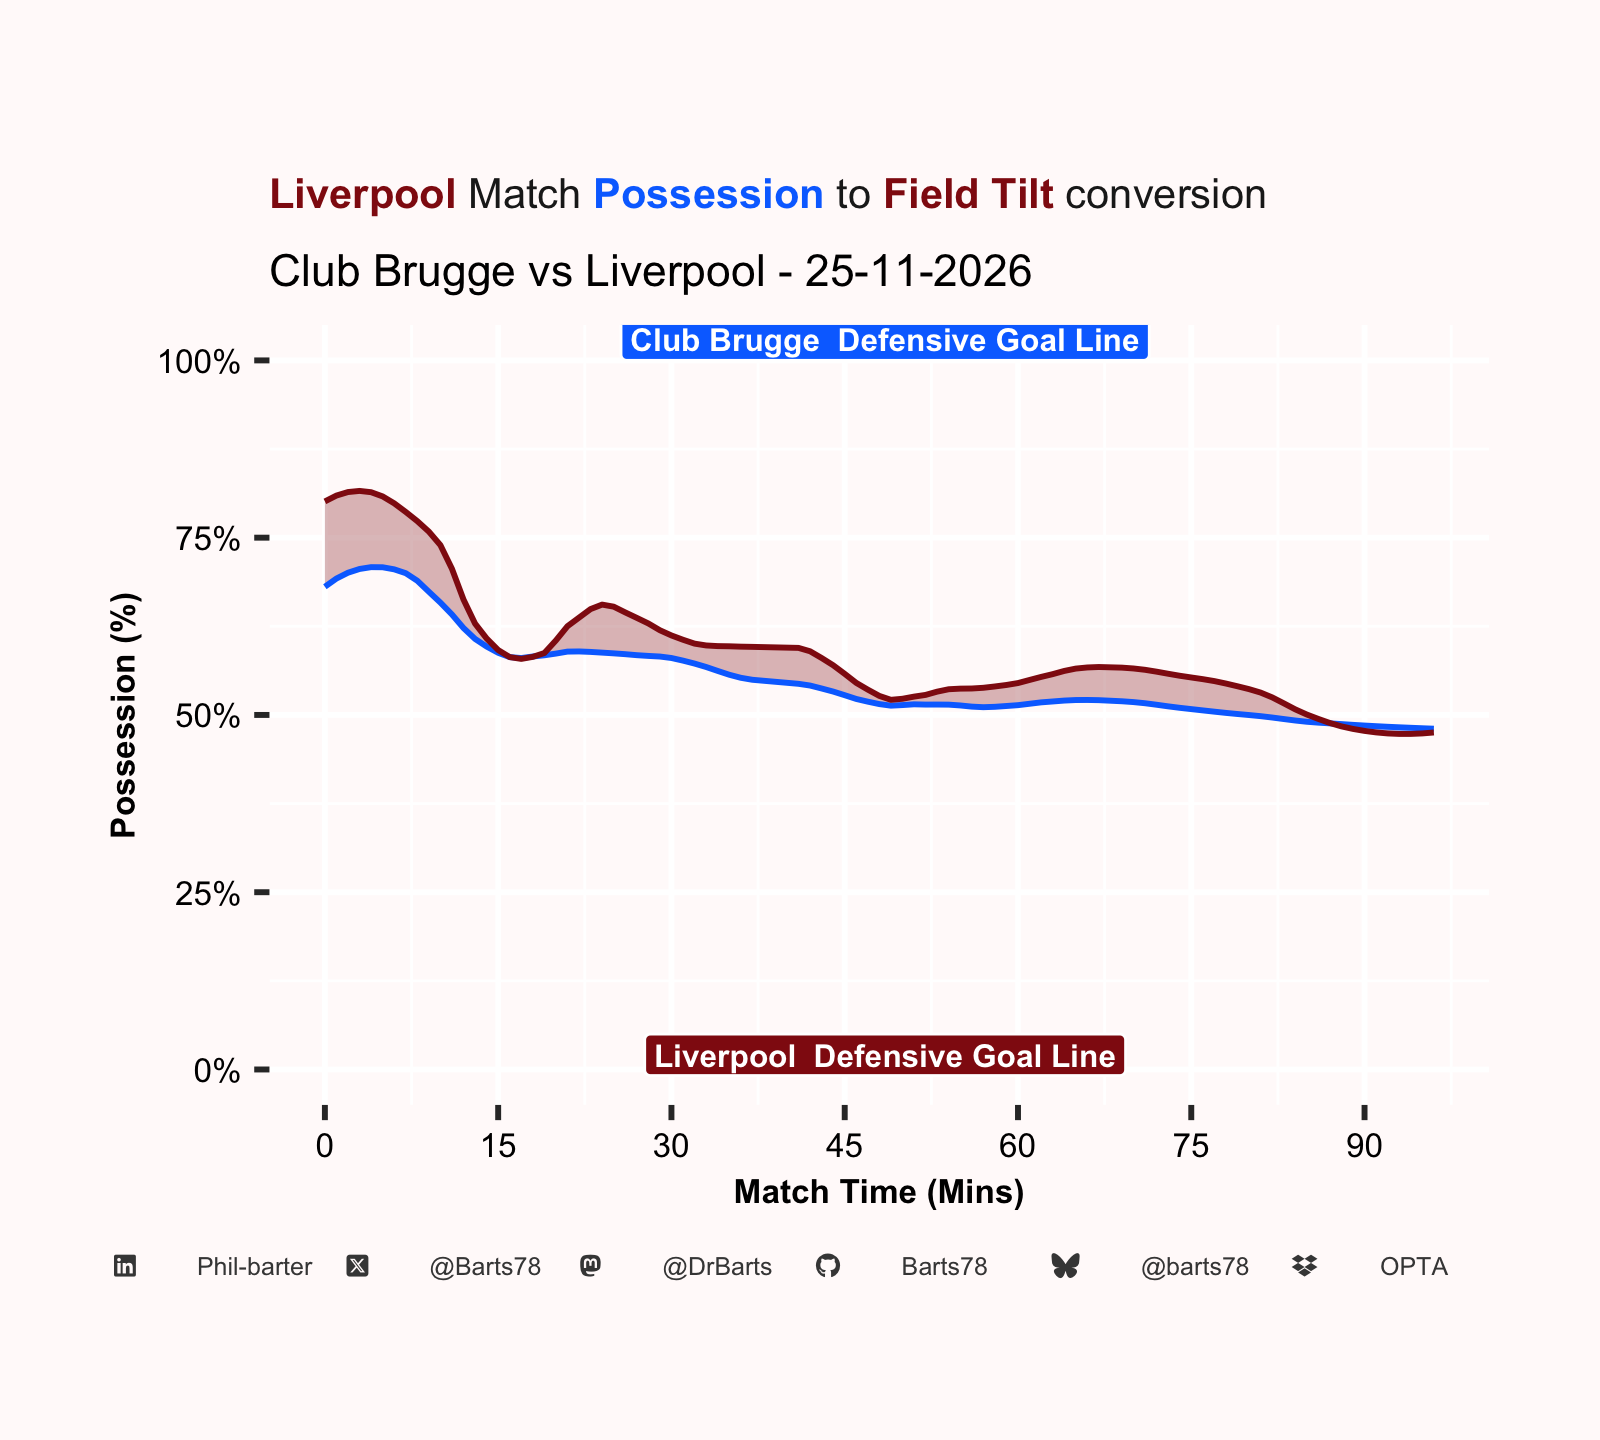 Liverpool Match Possession to Field Tilt conversion
Club Brugge vs Liverpool - 25-11-2026
Club Brugge  Defensive Goal Line
100%
75%
50%
25%
0%
Possession (%)
Liverpool  Defensive Goal Line
0 15 30 45 60 75 90
Match Time (Mins)
Phil-barter @Barts78 @DrBarts Barts78 @barts78 OPTA